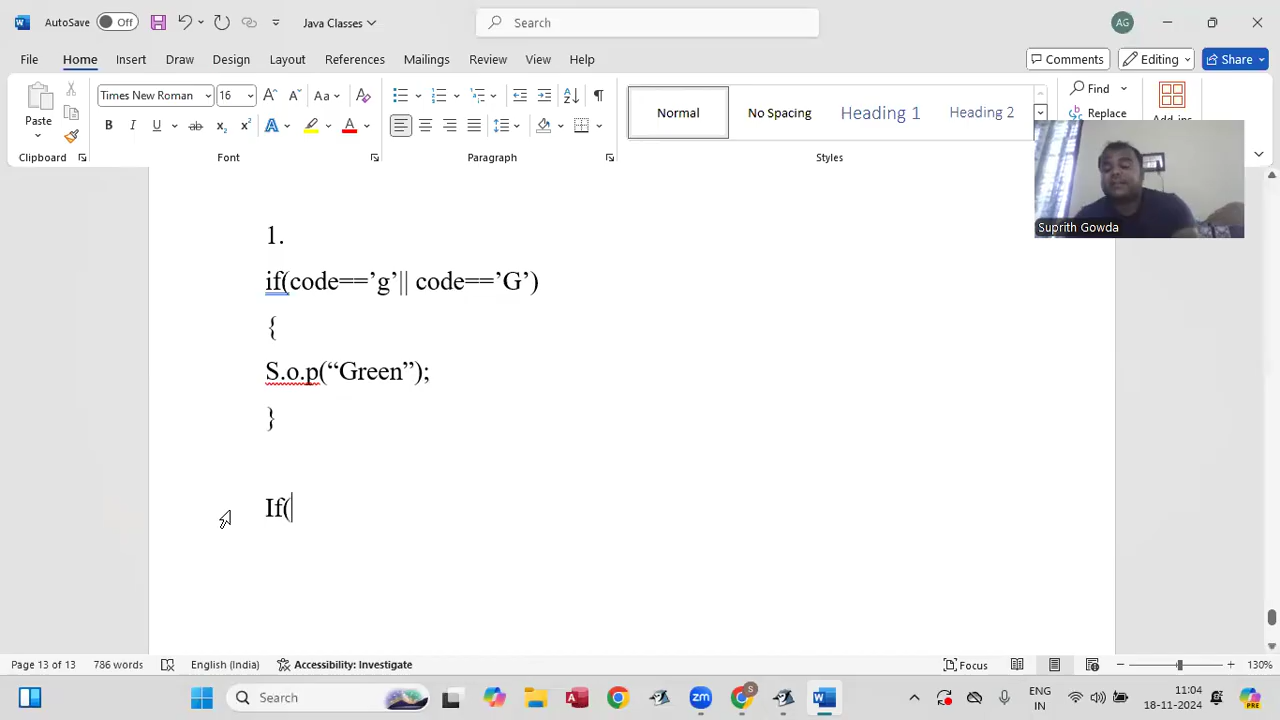 AutoSave Off Java Classes Search AG
File Home Insert Draw Design Layout References Mailings Review View Help Comments Editing Share
Paste Times New Roman 16 Aa Normal No Spacing Heading 1 Heading 2 Find Replace
Clipboard Font Paragraph Styles
Suprith Gowda
1.
if(code==’g’|| code==’G’)
{
S.o.p(“Green”);
}
If(
Page 13 of 13 786 words English (India) Accessibility: Investigate Focus 130%
Search ENG IN 11:04 18-11-2024